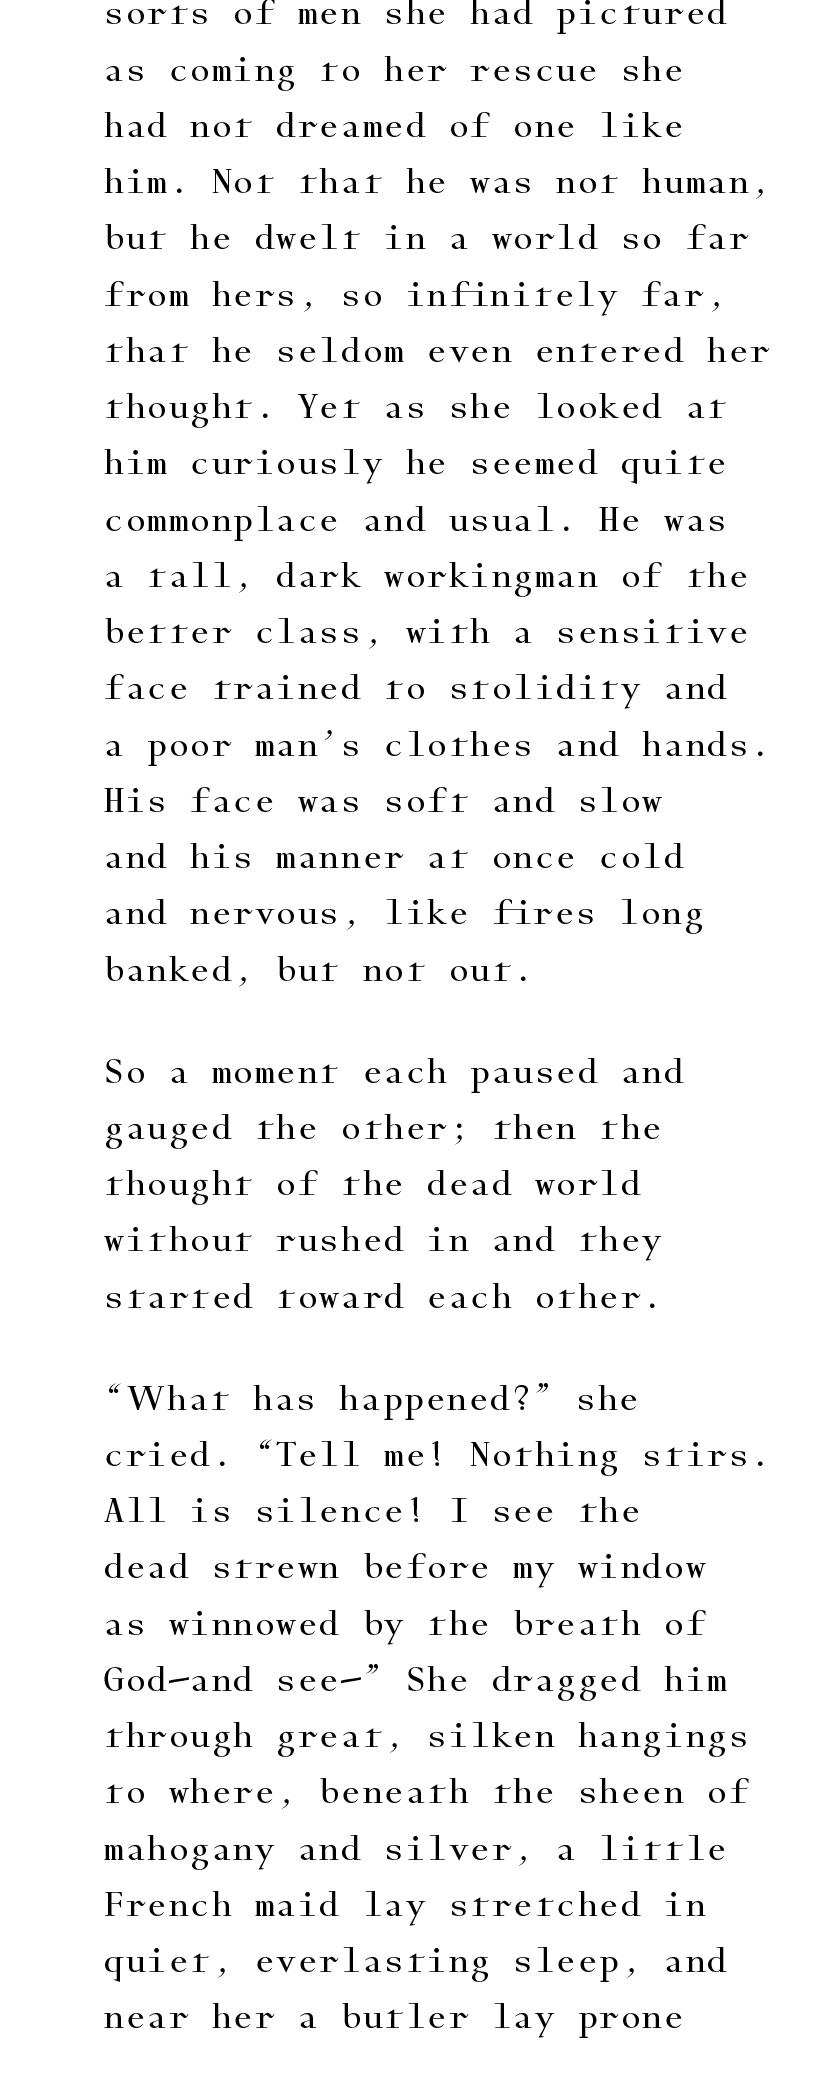 sorts of men she had pictured
as coming to her rescue she
had not dreamed of one like
him. Not that he was not human,
but he dwelt in a world so far
from hers, so infinitely far,
that he seldom even entered her
thought. Yet as she looked at
him curiously he seemed quite
commonplace and usual. He was
a tall, dark workingman of the
better class, with a sensitive
face trained to stolidity and
a poor man’s clothes and hands.
His face was soft and slow
and his manner at once cold
and nervous, like fires long
banked, but not out.
So a moment each paused and
gauged the other; then the
thought of the dead world
without rushed in and they
started toward each other.
“What has happened?” she
cried. “Tell me! Nothing stirs.
All is silence! I see the
dead strewn before my window
as winnowed by the breath of
God—and see—” She dragged him
through great, silken hangings
to where, beneath the sheen of
mahogany and silver, a little
French maid lay stretched in
quiet, everlasting sleep, and
near her a butler lay prone